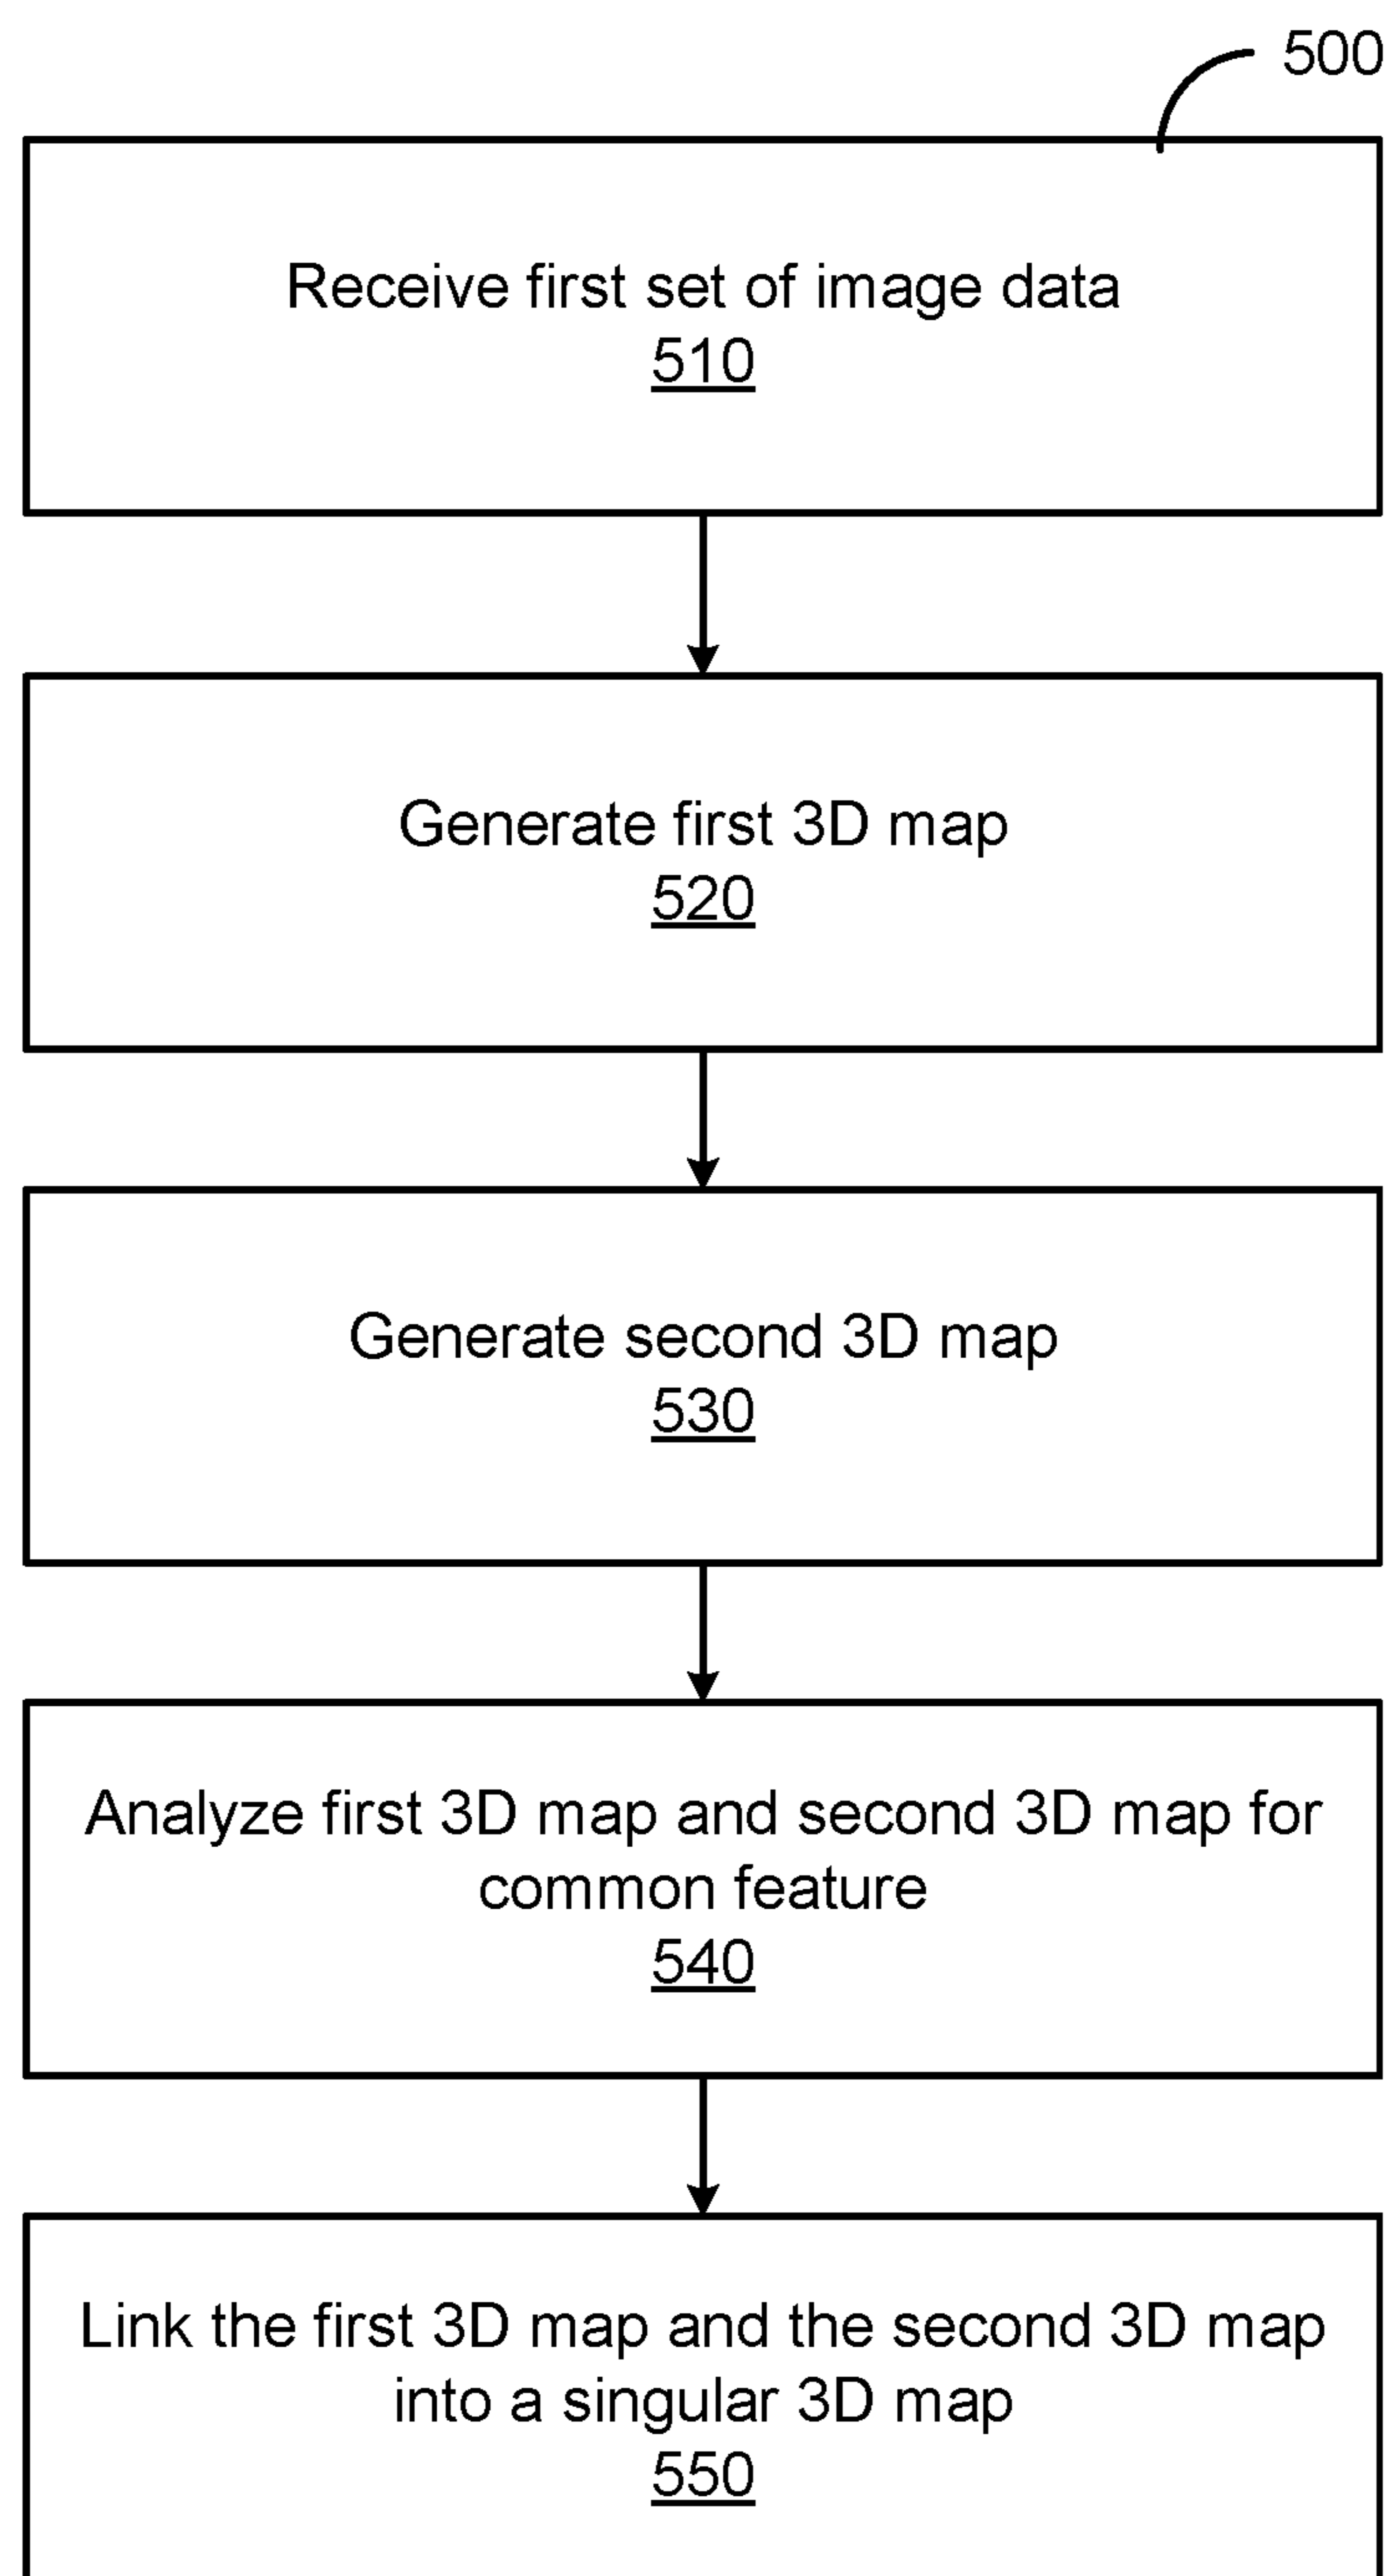 500
Receive first set of image data
510
Generate first 3D map
520
Generate second 3D map
530
Analyze first 3D map and second 3D map for
common feature
540
Link the first 3D map and the second 3D map
into a singular 3D map
550